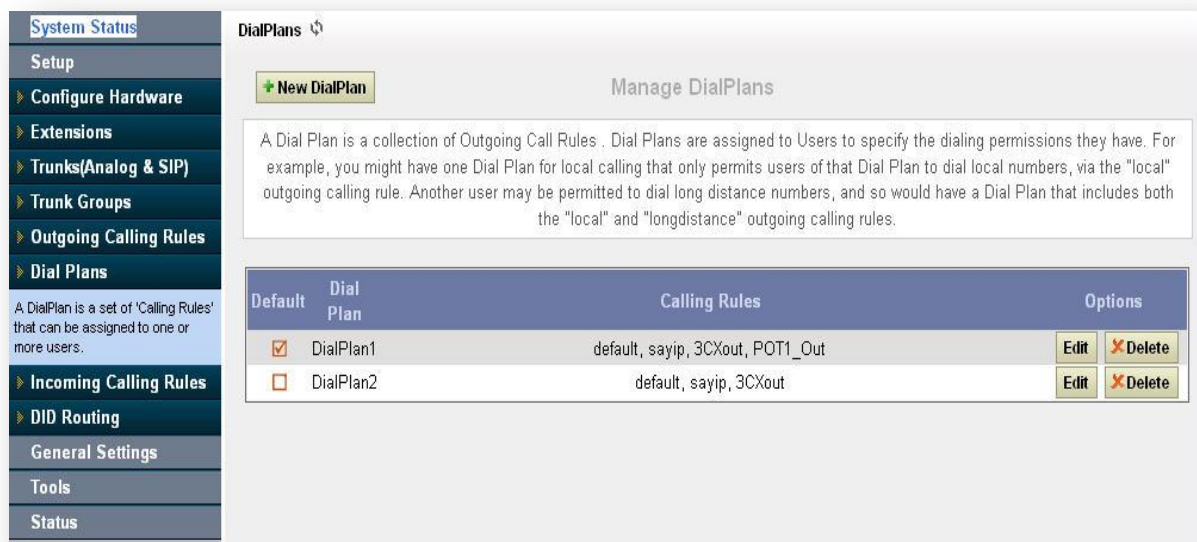 System Status
Setup
Configure Hardware
Extensions
Trunks(Analog & SIP)
Trunk Groups
Outgoing Calling Rules
Dial Plans
A DialPlan is a set of 'Calling Rules'
that can be assigned to one or
more users.
Incoming Calling Rules
DID Routing
General Settings
Tools
Status
DialPlans
New DialPlan
Manage DialPlans
A Dial Plan is a collection of Outgoing Call Rules . Dial Plans are assigned to Users to specify the dialing permissions they have. For
example, you might have one Dial Plan for local calling that only permits users of that Dial Plan to dial local numbers, via the "local"
outgoing calling rule. Another user may be permitted to dial long distance numbers, and so would have a Dial Plan that includes both
the "local" and "longdistance" outgoing calling rules.
Default Dial Plan Calling Rules Options
DialPlan1 default, sayip, 3CXout, POT1_Out Edit Delete
DialPlan2 default, sayip, 3CXout Edit Delete